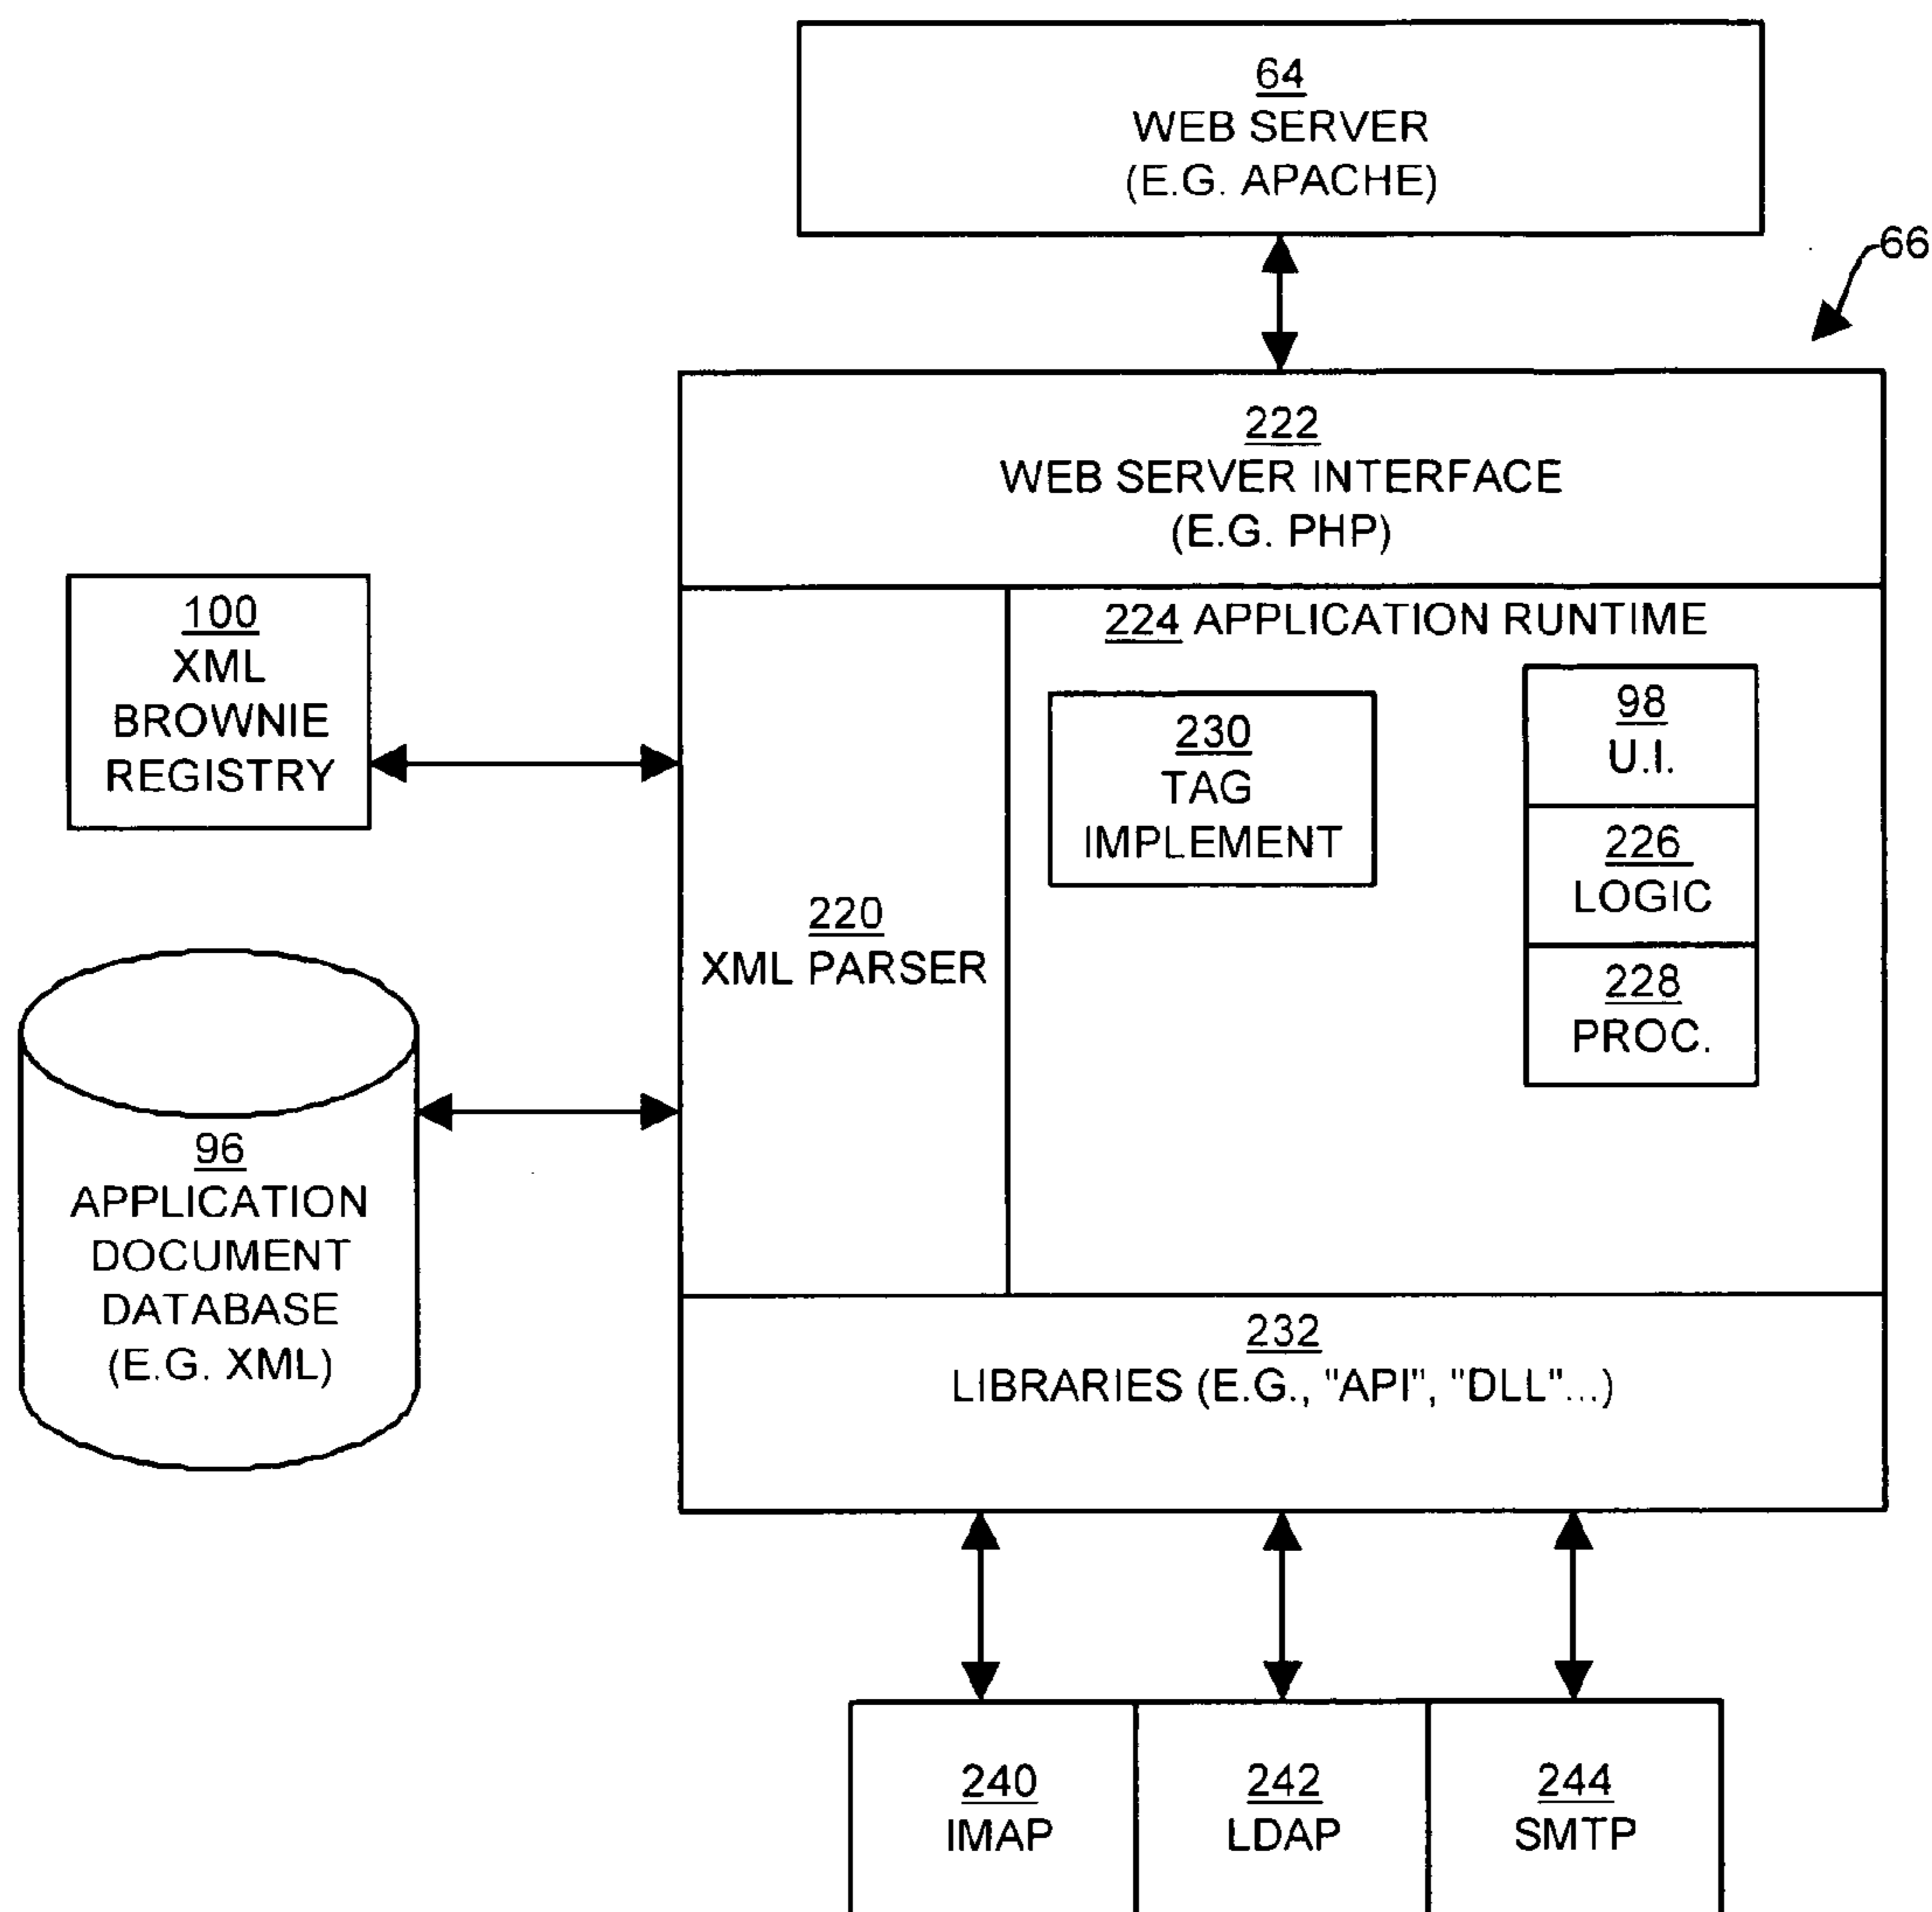 64
WEB SERVER
(E.G. APACHE)
66
222
WEB SERVER INTERFACE
(E.G. PHP)
100
XML
BROWNIE
REGISTRY
224 APPLICATION RUNTIME
230
TAG
IMPLEMENT
98
U.I.
226
LOGIC
228
PROC.
220
XML PARSER
96
APPLICATION
DOCUMENT
DATABASE
(E.G. XML)
232
LIBRARIES (E.G., "API", "DLL"...)
240
IMAP
242
LDAP
244
SMTP